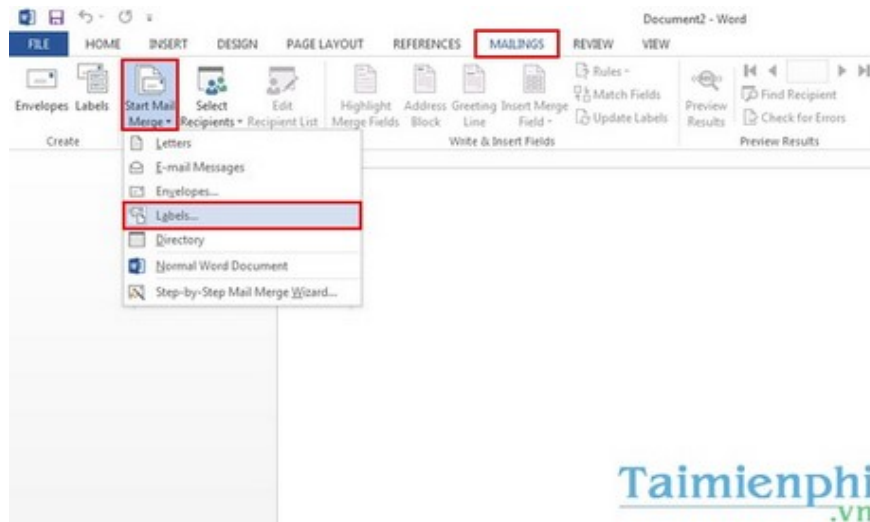 Document2 - Word
FILE HOME INSERT DESIGN PAGE LAYOUT REFERENCES MAILINGS REVIEW VIEW
Envelopes Labels
Create
Start Mail Merge
Select Recipients
Edit Recipient List
Highlight Merge Fields
Address Block
Greeting Line
Insert Merge Field
Rules
Match Fields
Update Labels
Write & Insert Fields
Preview Results
Find Recipient
Check for Errors
Preview Results
Letters
E-mail Messages
Envelopes...
Labels...
Directory
Normal Word Document
Step-by-Step Mail Merge Wizard...
Taimienphi
.vn